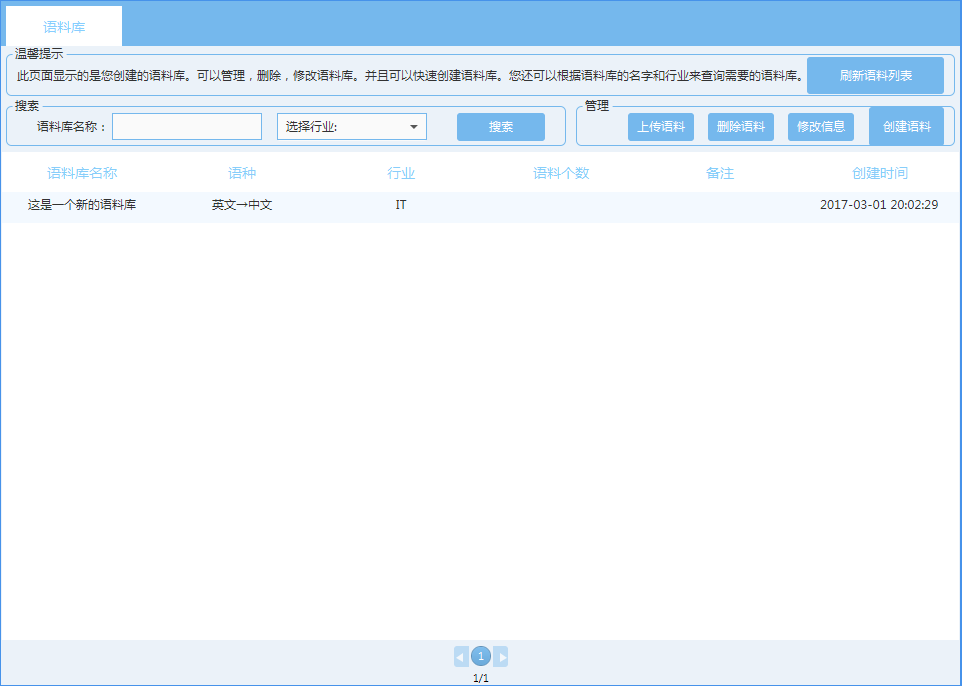 语料库
温馨提示
此页面显示的是您创建的语料库。可以管理，删除，修改语料库。并且可以快速创建语料库。您还可以根据语料库的名字和行业来查询需要的语料库。 刷新语料列表
搜索 管理
语料库名称： 选择行业: 搜索 上传语料 删除语料 修改信息 创建语料
语料库名称 语种 行业 语料个数 备注 创建时间
这是一个新的语料库 英文→中文 IT 2017-03-01 20:02:29
1
1/1